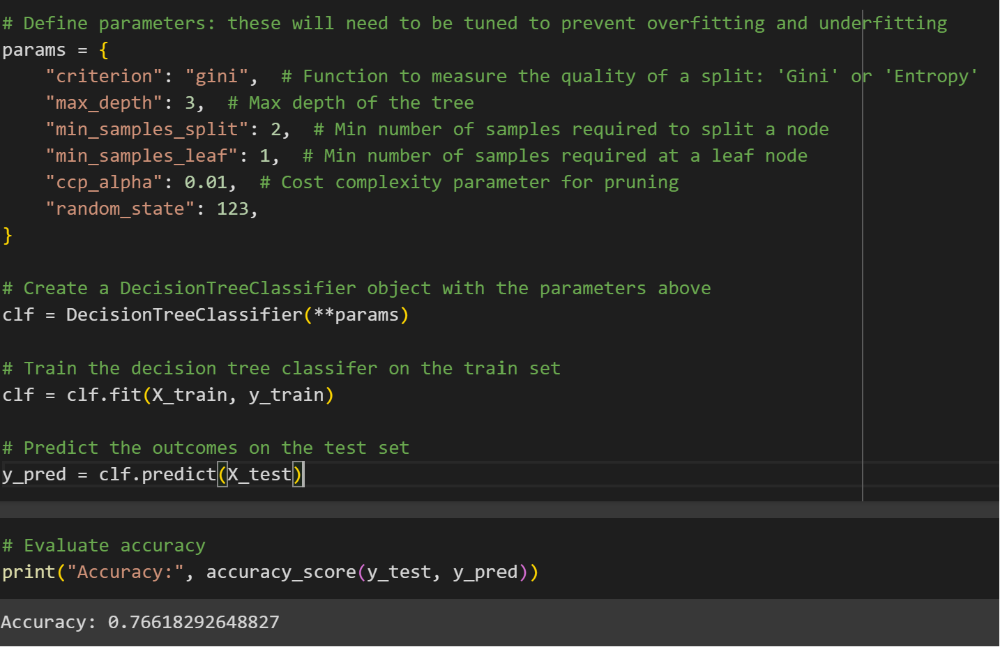 # Define parameters: these will need to be tuned to prevent overfitting and underfitting
params = {
    "criterion": "gini",  # Function to measure the quality of a split: 'Gini' or 'Entropy'
    "max_depth": 3,  # Max depth of the tree
    "min_samples_split": 2,  # Min number of samples required to split a node
    "min_samples_leaf": 1,  # Min number of samples required at a leaf node
    "ccp_alpha": 0.01,  # Cost complexity parameter for pruning
    "random_state": 123,
}
# Create a DecisionTreeClassifier object with the parameters above
clf = DecisionTreeClassifier(**params)
# Train the decision tree classifer on the train set
clf = clf.fit(X_train, y_train)
# Predict the outcomes on the test set
y_pred = clf.predict(X_test)
# Evaluate accuracy
print("Accuracy:", accuracy_score(y_test, y_pred))
Accuracy: 0.76618292648827